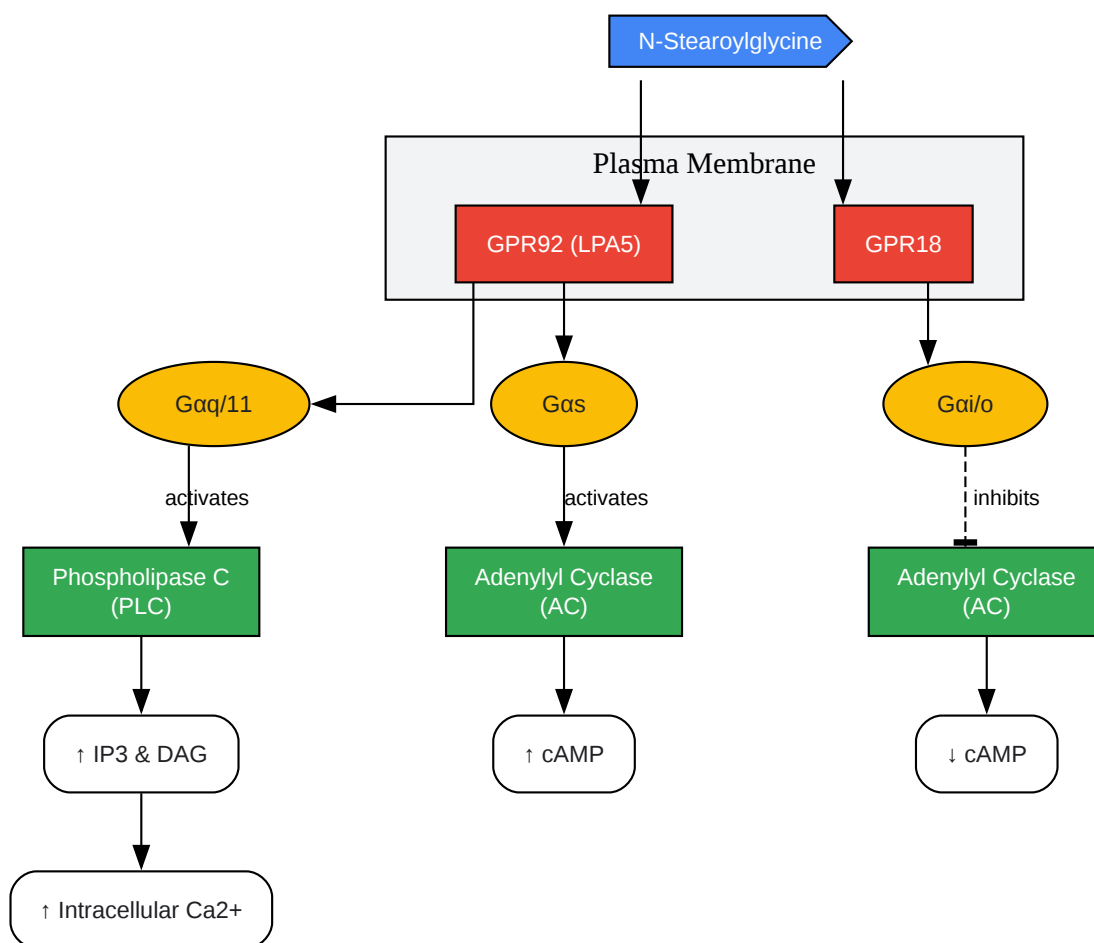 N-Stearoylglycine
Plasma Membrane
GPR92 (LPA5)
GPR18
Gαq/11
Gαs
Gαi/o
activates
activates
inhibits
Phospholipase C
(PLC)
Adenylyl Cyclase
(AC)
Adenylyl Cyclase
(AC)
↑ IP3 & DAG
↑ cAMP
↓ cAMP
↑ Intracellular Ca2+